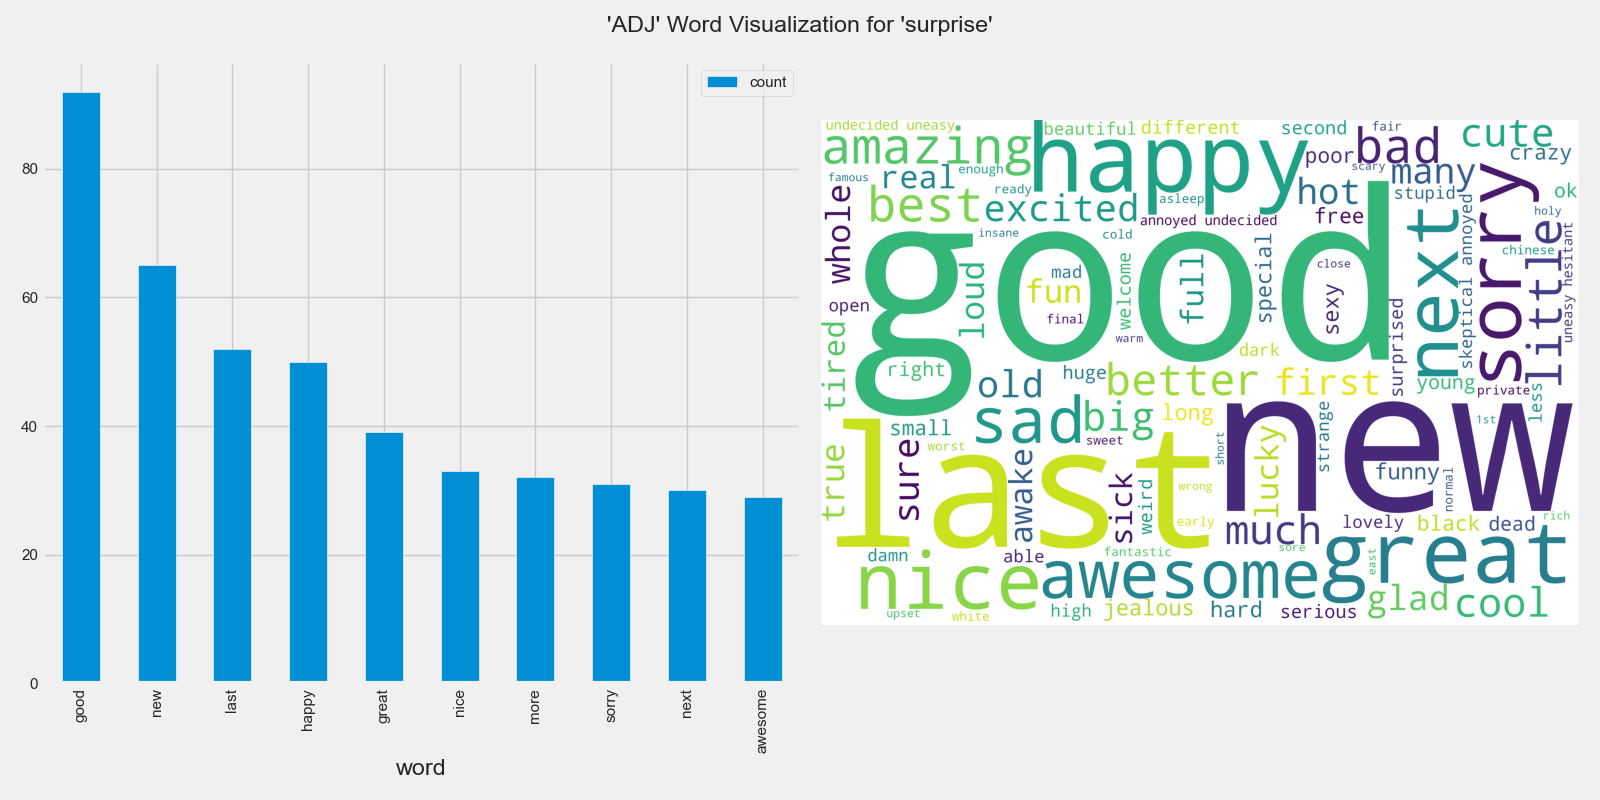 'ADJ' Word Visualization for 'surprise'
count
80
60
40
20
0
good
new
last
happy
great
nice
more
sorry
next
awesome
word
undecided uneasy
beautiful
different
second
fair
cute
amazing
happy
poor
bad
crazy
famous
real
enough
scary
many
whole
best
ready
excited
asleep
hot
stupid
ok
annoyed undecided
free
holy
insane
cold
good
next
sorry
little
skeptical annoyed
chinese
uneasy hesitant
loud
mad
fun
final
welcome
full
special
close
sexy
open
warm
dark
surprised
tired
right
old
huge
better
first
young
private
less
small
sad
big
long
new
1st
true
sure
worst
last
sweet
short
lucky
strange
funny
normal
awake
sick
weird
wrong
early
much
lovely
black
dead
rich
damn
able
fantastic
sore
great
east
nice
awesome
glad
cool
upset
white
high
jealous
hard
serious